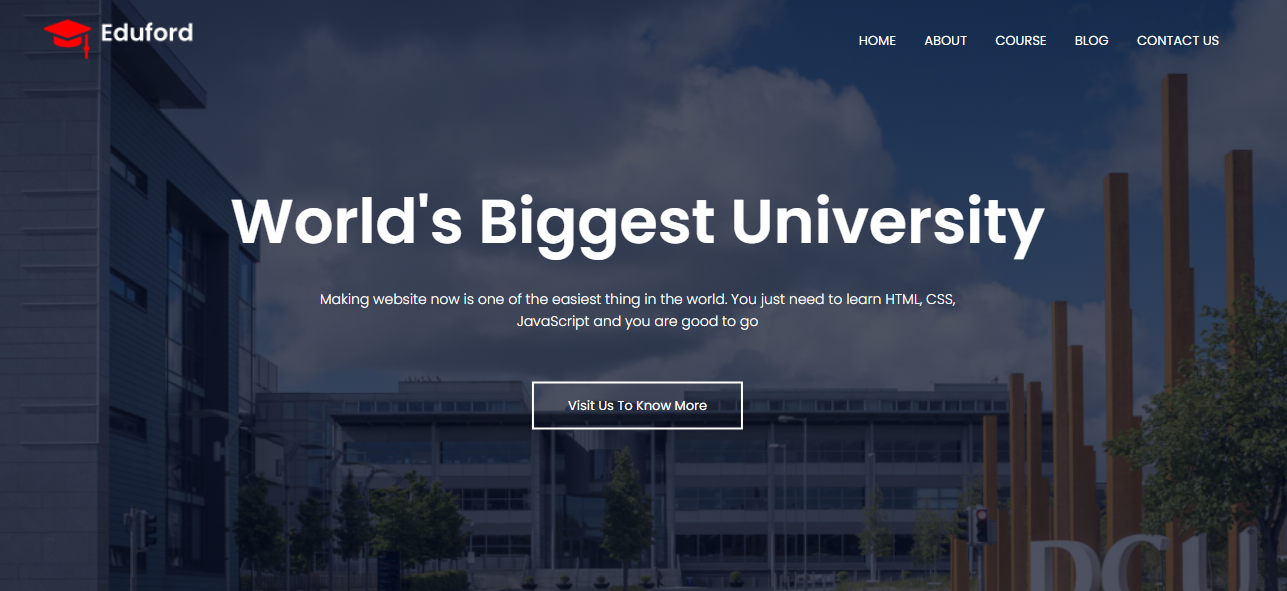 Eduford
HOME ABOUT COURSE BLOG CONTACT US
World's Biggest University
Making website now is one of the easiest thing in the world. You just need to learn HTML, CSS,
JavaScript and you are good to go
Visit Us To Know More
DCU